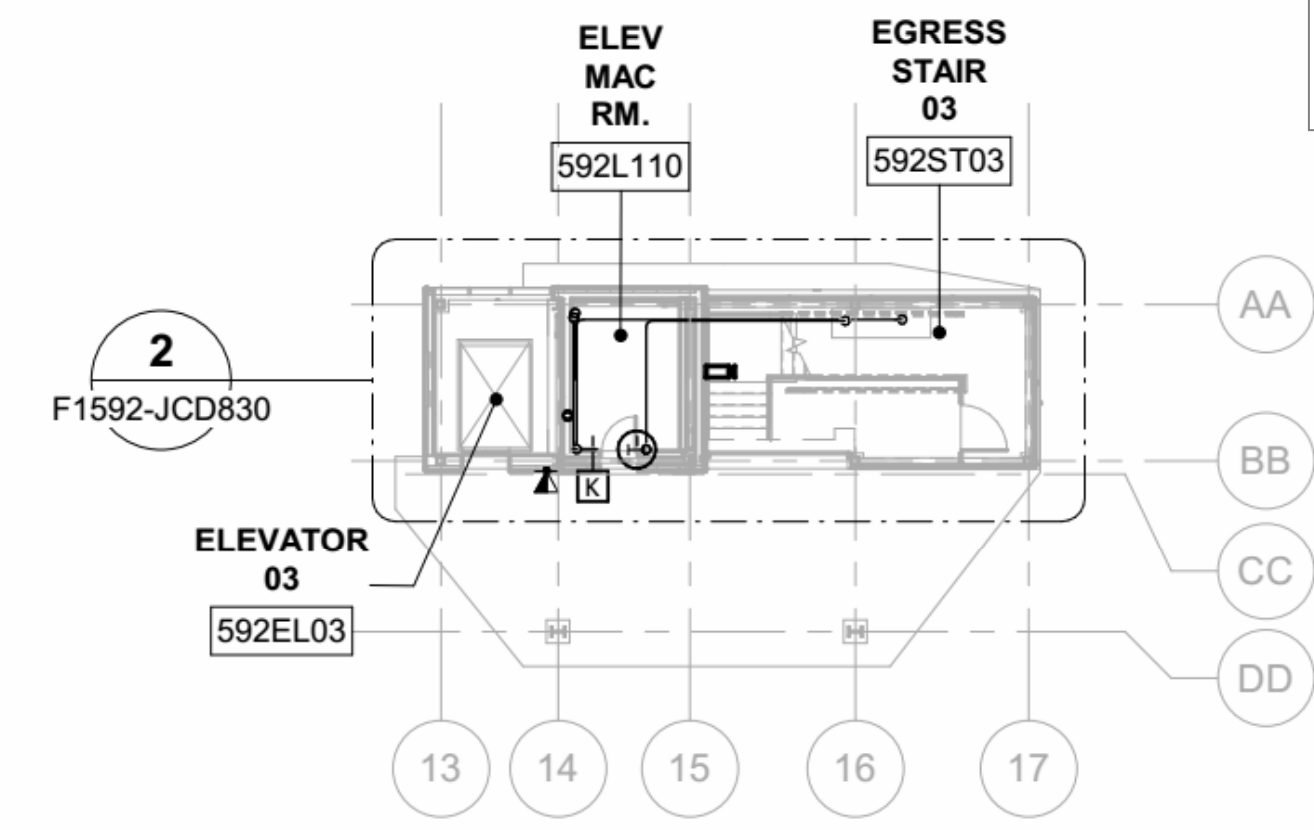 ELEV
MAC
RM.
592L110
EGRESS
STAIR
03
592ST03
AA
2
F1592-JCD830
BB
K
ELEVATOR
03
592EL03
CC
DD
13
14
15
16
17